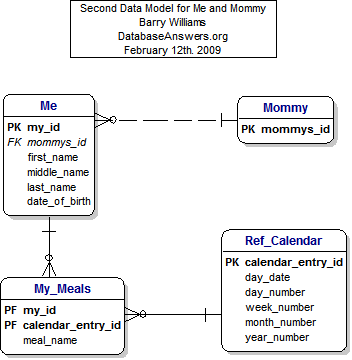 Second Data Model for Me and Mommy
Barry Williams
DatabaseAnswers.org
February 12th. 2009
Me
PK my_id
FK mommys_id
first_name
middle_name
last_name
date_of_birth
Mommy
PK mommys_id
My_Meals
PF my_id
PF calendar_entry_id
meal_name
Ref_Calendar
PK calendar_entry_id
day_date
day_number
week_number
month_number
year_number